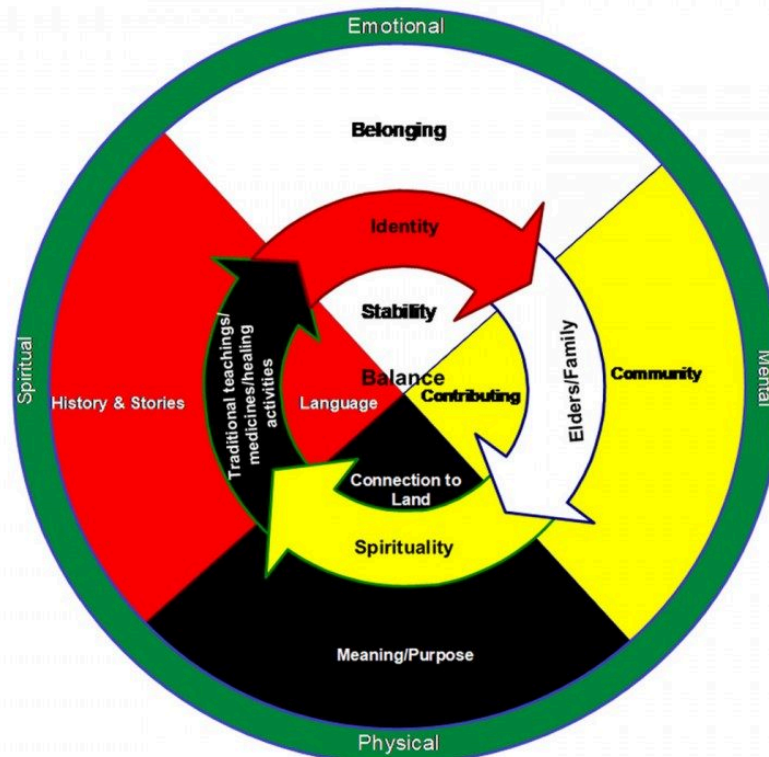 Emotional
Belonging
Identity
Stability
Balance
Spiritual
History & Stories
Traditional teachings/
medicines/healing
activities
Language
Contributing
Elders/Family
Community
Mental
Connection to
Land
Spirituality
Meaning/Purpose
Physical